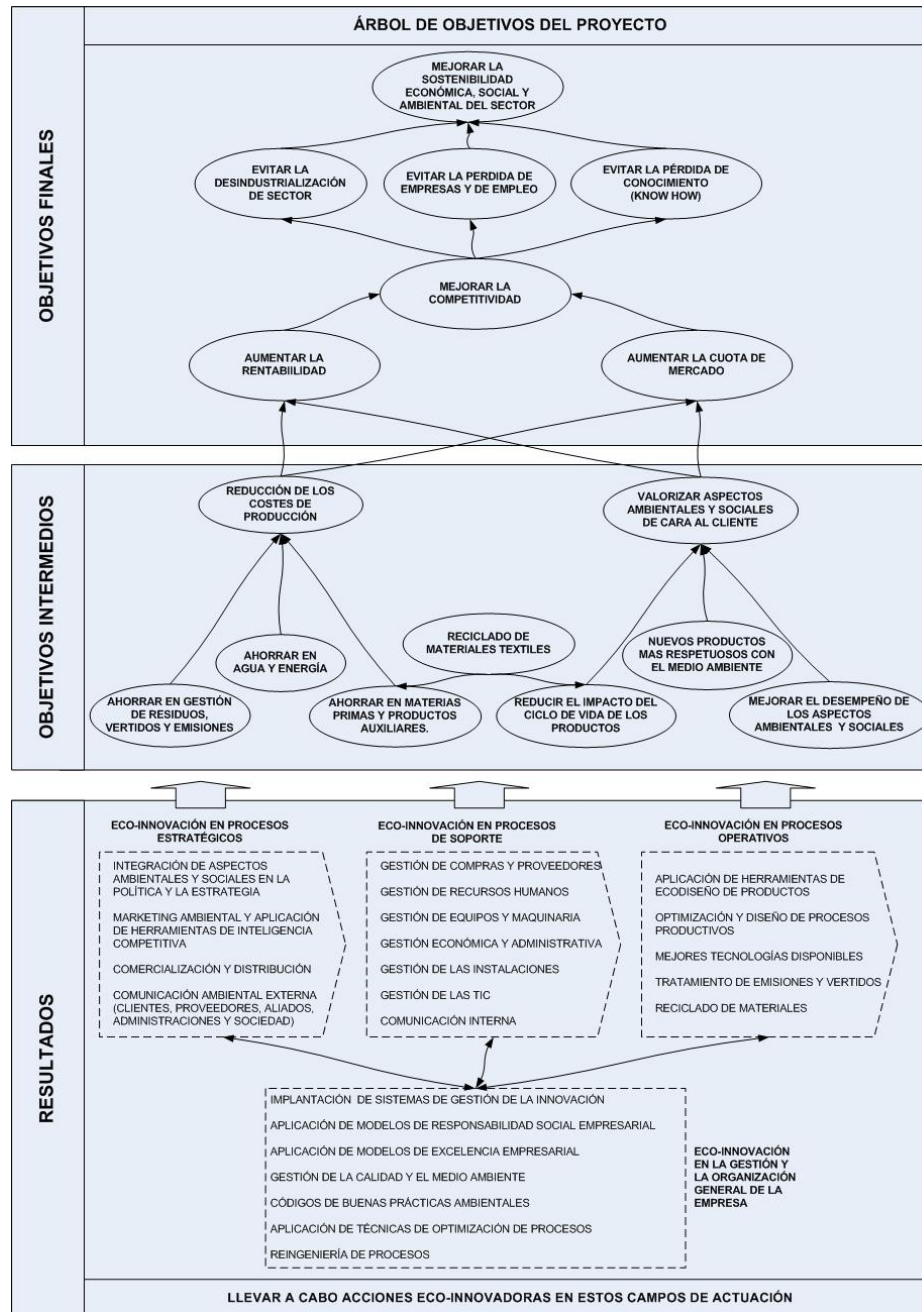 ÁRBOL DE OBJETIVOS DEL PROYECTO
OBJETIVOS FINALES
MEJORAR LA
SOSTENIBILIDAD
ECONÓMICA, SOCIAL Y
AMBIENTAL DEL SECTOR
EVITAR LA
DESINDUSTRIALIZACIÓN
DE SECTOR
EVITAR LA PERDIDA DE
EMPRESAS Y DE EMPLEO
EVITAR LA PÉRDIDA DE
CONOCIMIENTO
(KNOW HOW)
MEJORAR LA
COMPETITIVIDAD
AUMENTAR LA
RENTABIILIDAD
AUMENTAR LA CUOTA DE
MERCADO
OBJETIVOS INTERMEDIOS
REDUCCIÓN DE LOS
COSTES DE
PRODUCCIÓN
VALORIZAR ASPECTOS
AMBIENTALES Y SOCIALES
DE CARA AL CLIENTE
AHORRAR EN
AGUA Y ENERGÍA
RECICLADO DE
MATERIALES TEXTILES
NUEVOS PRODUCTOS
MAS RESPETUOSOS CON
EL MEDIO AMBIENTE
AHORRAR EN GESTIÓN
DE RESIDUOS,
VERTIDOS Y EMISIONES
AHORRAR EN MATERIAS
PRIMAS Y PRODUCTOS
AUXILIARES.
REDUCIR EL IMPACTO DEL
CICLO DE VIDA DE LOS
PRODUCTOS
MEJORAR EL DESEMPEÑO DE
LOS ASPECTOS
AMBIENTALES Y SOCIALES
RESULTADOS
ECO-INNOVACIÓN EN PROCESOS
ESTRATÉGICOS
INTEGRACIÓN DE ASPECTOS
AMBIENTALES Y SOCIALES EN LA
POLÍTICA Y LA ESTRATEGIA
MARKETING AMBIENTAL Y APLICACIÓN
DE HERRAMIENTAS DE INTELIGENCIA
COMPETITIVA
COMERCIALIZACIÓN Y DISTRIBUCIÓN
COMUNICACIÓN AMBIENTAL EXTERNA
(CLIENTES, PROVEEDORES, ALIADOS,
ADMINISTRACIONES Y SOCIEDAD)
ECO-INNOVACIÓN EN PROCESOS
DE SOPORTE
GESTIÓN DE COMPRAS Y PROVEEDORES
GESTIÓN DE RECURSOS HUMANOS
GESTIÓN DE EQUIPOS Y MAQUINARIA
GESTIÓN ECONÓMICA Y ADMINISTRATIVA
GESTIÓN DE LAS INSTALACIONES
GESTIÓN DE LAS TIC
COMUNICACIÓN INTERNA
ECO-INNOVACIÓN EN PROCESOS
OPERATIVOS
APLICACIÓN DE HERRAMIENTAS DE
ECODISEÑO DE PRODUCTOS
OPTIMIZACIÓN Y DISEÑO DE PROCESOS
PRODUCTIVOS
MEJORES TECNOLOGÍAS DISPONIBLES
TRATAMIENTO DE EMISIONES Y VERTIDOS
RECICLADO DE MATERIALES
IMPLANTACIÓN DE SISTEMAS DE GESTIÓN DE LA INNOVACIÓN
APLICACIÓN DE MODELOS DE RESPONSABILIDAD SOCIAL EMPRESARIAL
APLICACIÓN DE MODELOS DE EXCELENCIA EMPRESARIAL
GESTIÓN DE LA CALIDAD Y EL MEDIO AMBIENTE
CÓDIGOS DE BUENAS PRÁCTICAS AMBIENTALES
APLICACIÓN DE TÉCNICAS DE OPTIMIZACIÓN DE PROCESOS
REINGENIERÍA DE PROCESOS
ECO-INNOVACIÓN
EN LA GESTIÓN Y
LA ORGANIZACIÓN
GENERAL DE LA
EMPRESA
LLEVAR A CABO ACCIONES ECO-INNOVADORAS EN ESTOS CAMPOS DE ACTUACIÓN